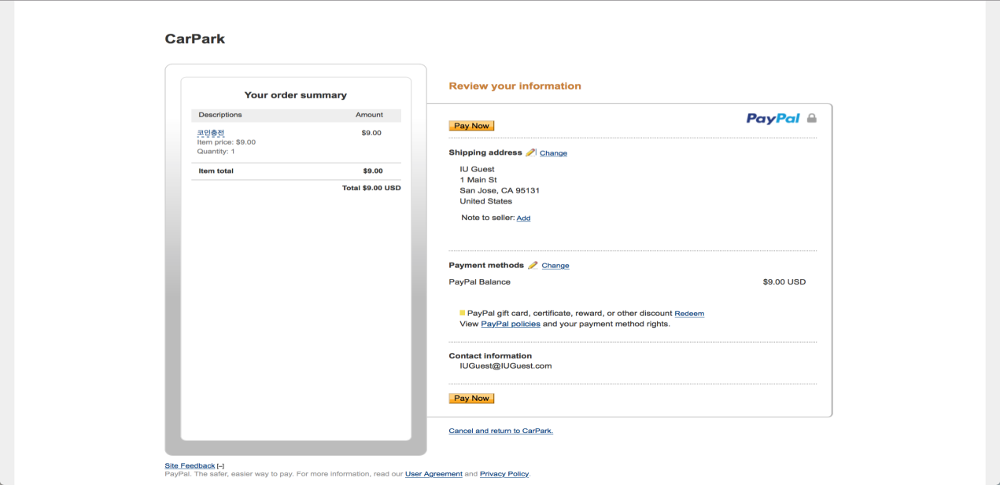 CarPark
Your order summary
Descriptions Amount
코인충전 $9.00
Item price: $9.00
Quantity: 1
Item total $9.00
Total $9.00 USD
Review your information
Pay Now
PayPal
Shipping address Change
IU Guest
1 Main St
San Jose, CA 95131
United States
Note to seller: Add
Payment methods Change
PayPal Balance $9.00 USD
PayPal gift card, certificate, reward, or other discount Redeem
View PayPal policies and your payment method rights.
Contact information
IUGuest@IUGuest.com
Pay Now
Cancel and return to CarPark.
Site Feedback [–]
PayPal. The safer, easier way to pay. For more information, read our User Agreement and Privacy Policy.